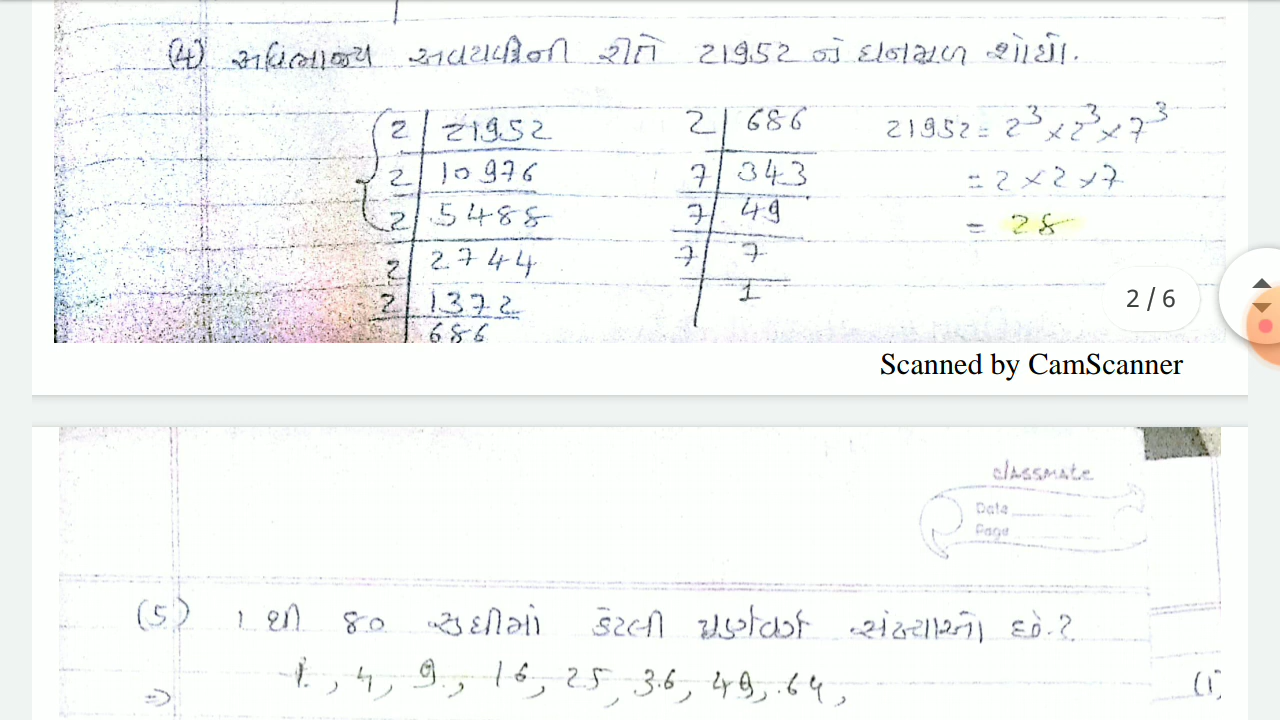 (4) અવિભાજ્ય અવયવીની રીતે 21952 નું ઘનમૂળ શોધો.
2 | 21952
2 | 10976
2 | 5488
2 | 2744
2 | 1372
686
2 | 686
7 | 343
7 | 49
7 | 7
1
21952 = 2³ × 2³ × 7³
= 2 × 2 × 7
= 28
2 / 6
Scanned by CamScanner
classmate
Date
Page
(5) 1 થી 80 સુધીમાં કેટલી પૂર્ણવર્ગ સંખ્યાઓ છે.?
⇒ 1, 4, 9, 16, 25, 36, 49, 64,
(1)